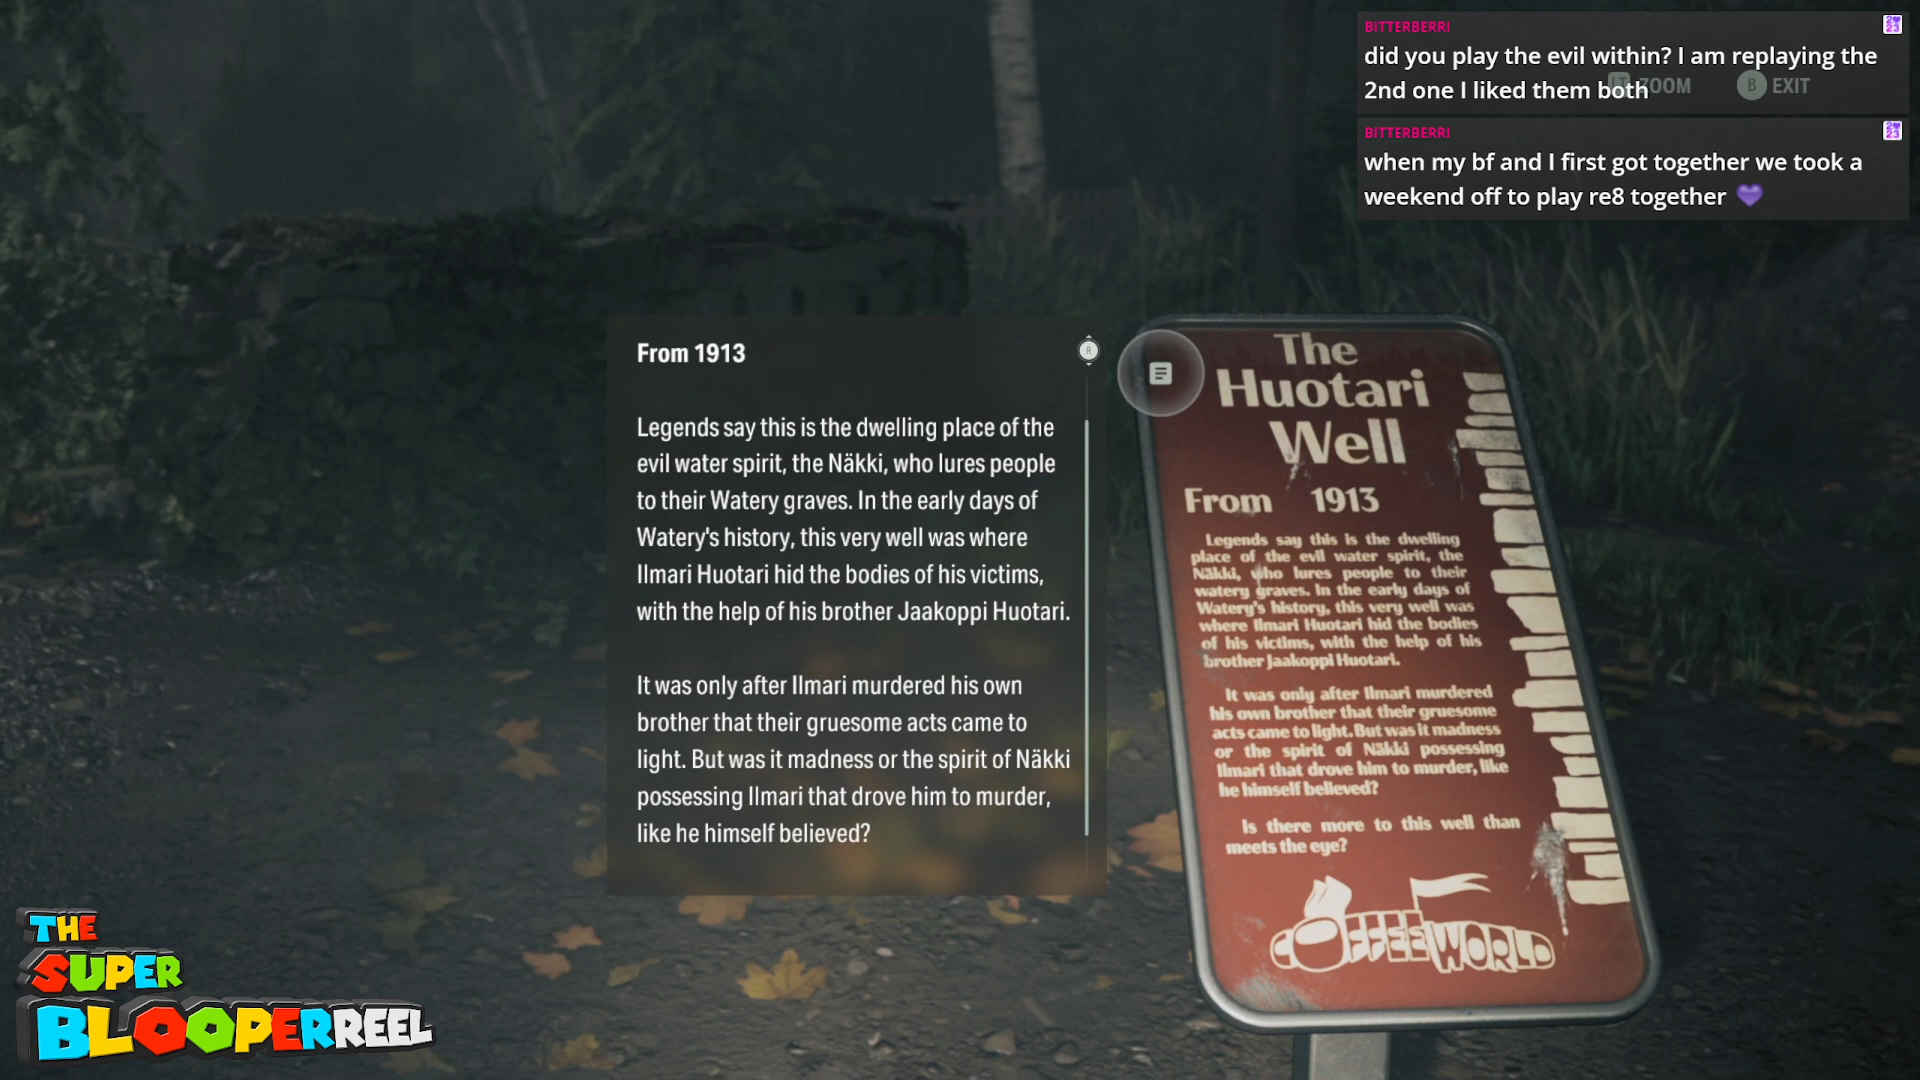 BITTERBERRI
did you play the evil within? I am replaying the
2nd one I liked them both
LT ZOOM
B EXIT
BITTERBERRI
when my bf and I first got together we took a
weekend off to play re8 together
From 1913
R
Legends say this is the dwelling place of the
evil water spirit, the Näkki, who lures people
to their Watery graves. In the early days of
Watery's history, this very well was where
Ilmari Huotari hid the bodies of his victims,
with the help of his brother Jaakoppi Huotari.
It was only after Ilmari murdered his own
brother that their gruesome acts came to
light. But was it madness or the spirit of Näkki
possessing Ilmari that drove him to murder,
like he himself believed?
The
Huotari
Well
From 1913
Legends say this is the dwelling
place of the evil water spirit, the
Näkki, who lures people to their
watery graves. In the early days of
Watery's history, this very well was
where Ilmari Huotari hid the bodies
of his victims, with the help of his
brother Jaakoppi Huotari.
It was only after Ilmari murdered
his own brother that their gruesome
acts came to light. But was it madness
or the spirit of Näkki possessing
Ilmari that drove him to murder, like
he himself believed?
Is there more to this well than
meets the eye?
COFFEE WORLD
THE
SUPER
BLOOPERREEL